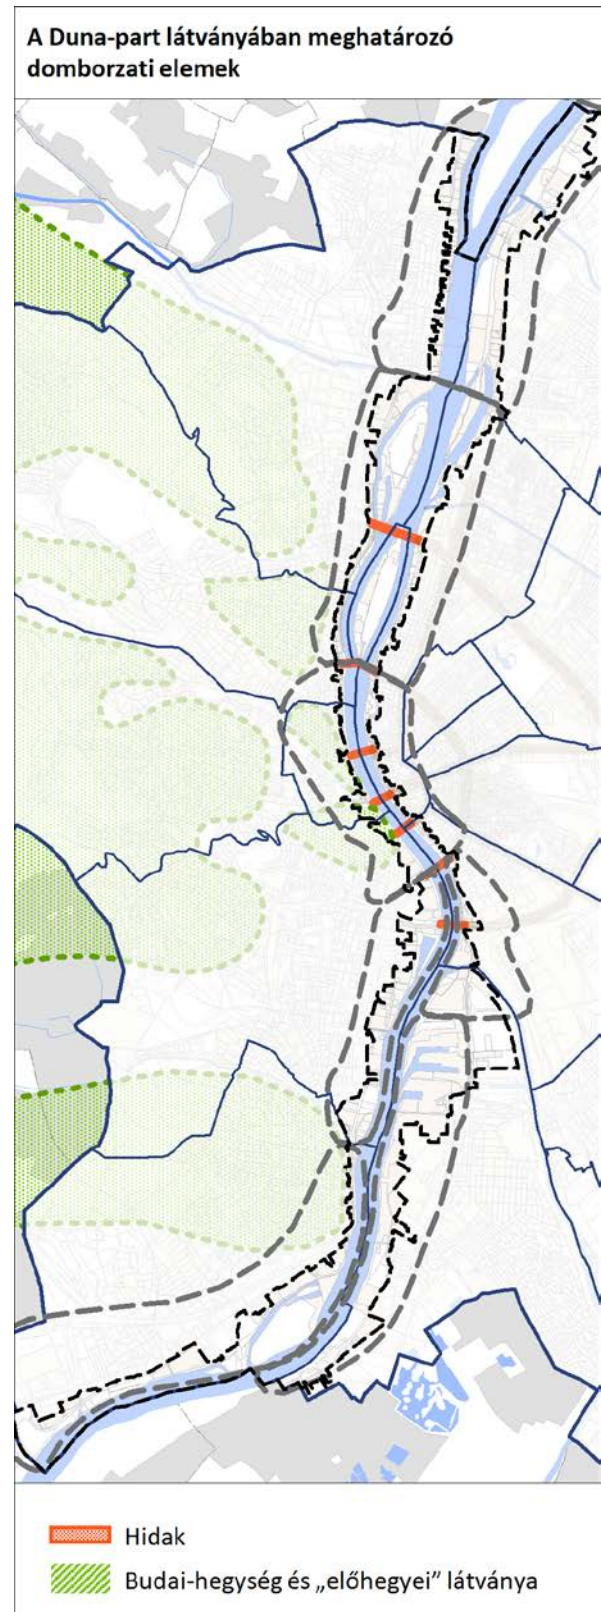 A Duna-part látványában meghatározó
domborzati elemek
Hidak
Budai-hegység és „előhegyei” látványa